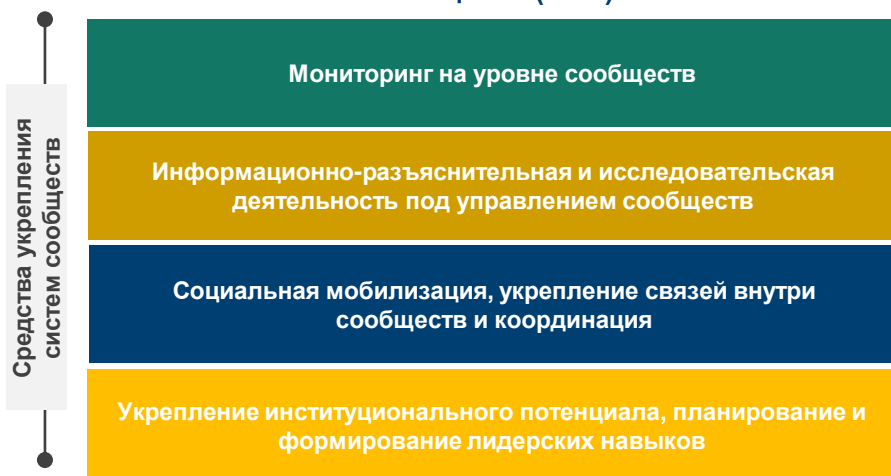 Мониторинг на уровне сообществ
Информационно-разъяснительная и исследовательская
деятельность под управлением сообществ
Социальная мобилизация, укрепление связей внутри
сообществ и координация
Укрепление институционального потенциала, планирование и
формирование лидерских навыков
Средства укрепления
систем сообществ